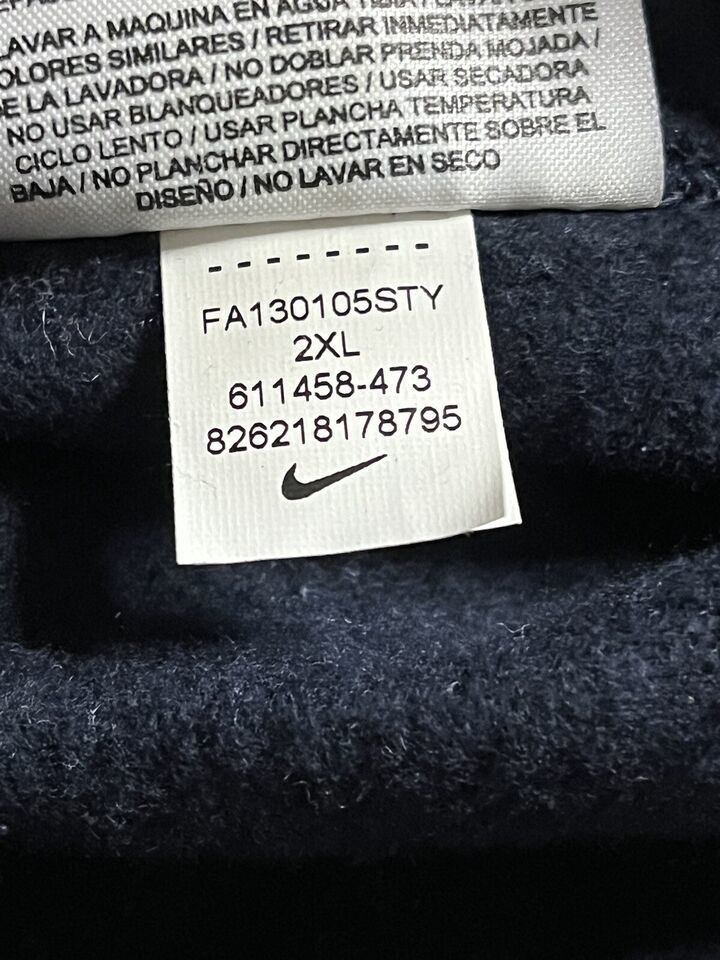 LAVAR A MAQUINA EN AGUA
COLORES SIMILARES / RETIRAR INMEDIATAMENTE
DE LA LAVADORA / NO DOBLAR PRENDA MOJADA /
NO USAR BLANQUEADORES / USAR SECADORA
CICLO LENTO / USAR PLANCHA TEMPERATURA
BAJA / NO PLANCHAR DIRECTAMENTE SOBRE EL
DISEÑO / NO LAVAR EN SECO
--------
FA130105STY
2XL
611458-473
826218178795